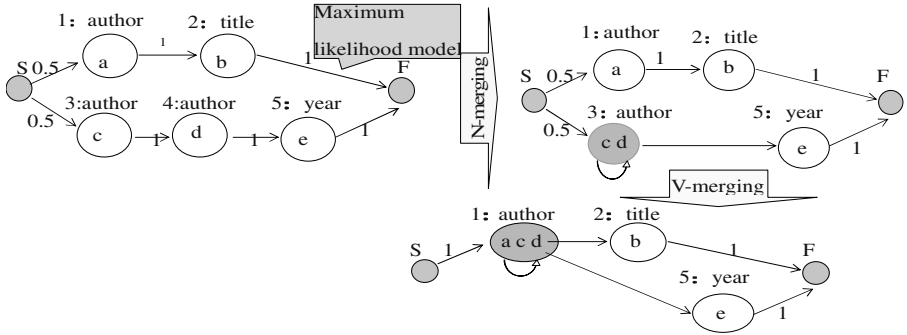 1：author
2：title
Maximum
likelihood model
S
0.5
a
1
b
1
F
0.5
3:author
4:author
5：year
c
1
d
1
e
1
N-merging
1:author
2：title
S
0.5
a
1
b
1
F
0.5
3：author
5：year
c d
e
1
V-merging
1：author
2：title
S
1
a c d
b
1
F
5：year
e
1